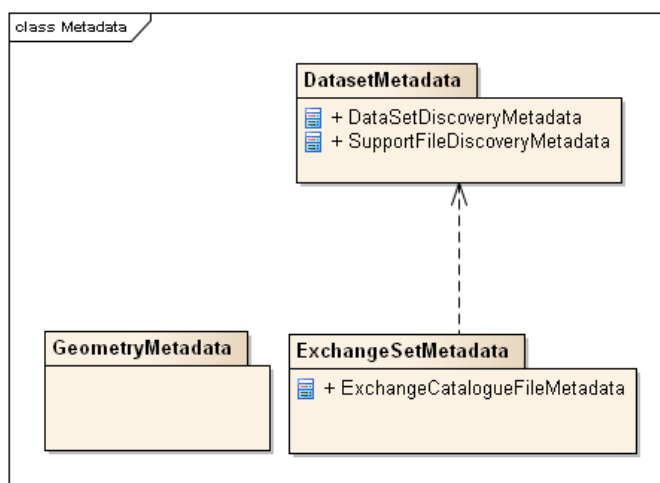 class Metadata
DatasetMetadata
+ DataSetDiscoveryMetadata
+ SupportFileDiscoveryMetadata
GeometryMetadata
ExchangeSetMetadata
+ ExchangeCatalogueFileMetadata